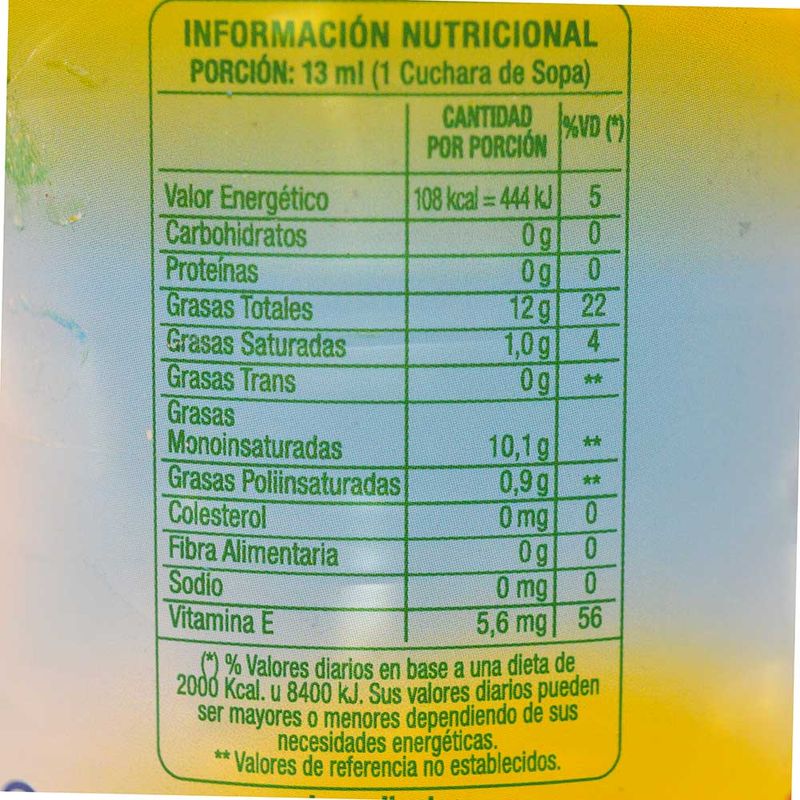 INFORMACIÓN NUTRICIONAL
PORCIÓN: 13 ml (1 Cuchara de Sopa)
CANTIDAD POR PORCIÓN %VD (*)
Valor Energético 108 kcal = 444 kJ 5
Carbohidratos 0 g 0
Proteínas 0 g 0
Grasas Totales 12 g 22
Grasas Saturadas 1,0 g 4
Grasas Trans 0 g **
Grasas
Monoinsaturadas 10,1 g **
Grasas Poliinsaturadas 0,9 g **
Colesterol 0 mg 0
Fibra Alimentaria 0 g 0
Sodio 0 mg 0
Vitamina E 5,6 mg 56
(*) % Valores diarios en base a una dieta de
2000 Kcal. u 8400 kJ. Sus valores diarios pueden
ser mayores o menores dependiendo de sus
necesidades energéticas.
** Valores de referencia no establecidos.